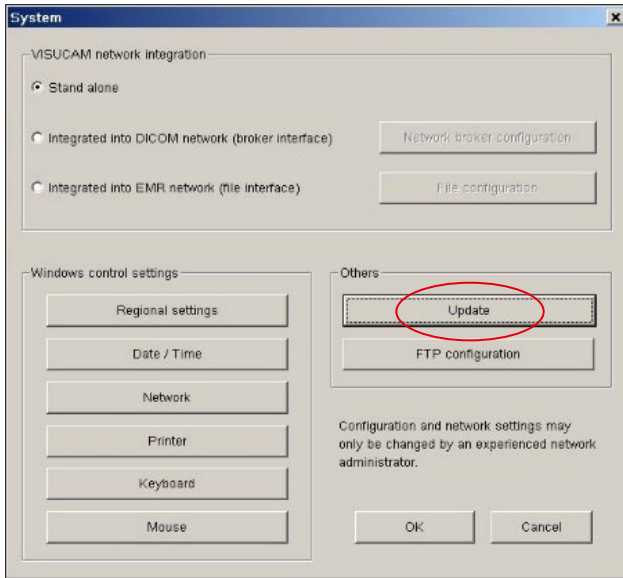 System
VISUCAM network integration
Stand alone
Integrated into DICOM network (broker interface)
Network broker configuration
Integrated into EMR network (file interface)
File configuration
Windows control settings
Regional settings
Date / Time
Network
Printer
Keyboard
Mouse
Others
Update
FTP configuration
Configuration and network settings may
only be changed by an experienced network
administrator.
OK
Cancel